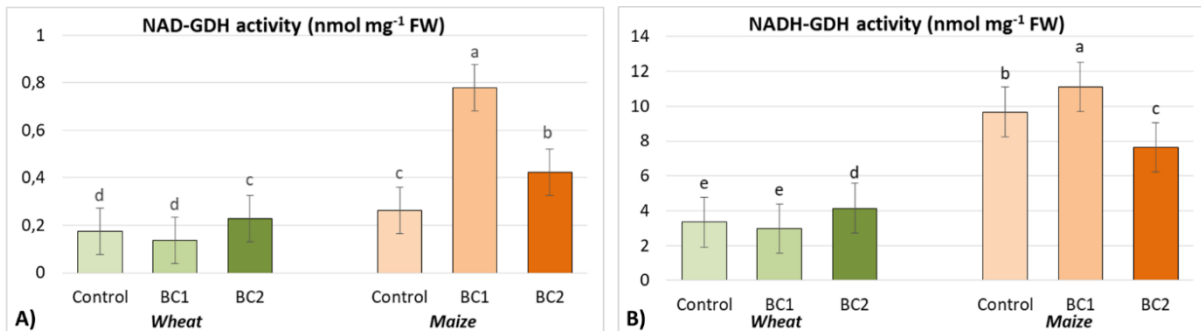 NAD-GDH activity (nmol mg⁻¹ FW)
1
0,8
0,6
0,4
0,2
0
d
d
c
c
a
b
Control BC1 BC2 Control BC1 BC2
Wheat Maize
A)
NADH-GDH activity (nmol mg⁻¹ FW)
14
12
10
8
6
4
2
0
e
e
d
b
a
c
Control BC1 BC2 Control BC1 BC2
Wheat Maize
B)